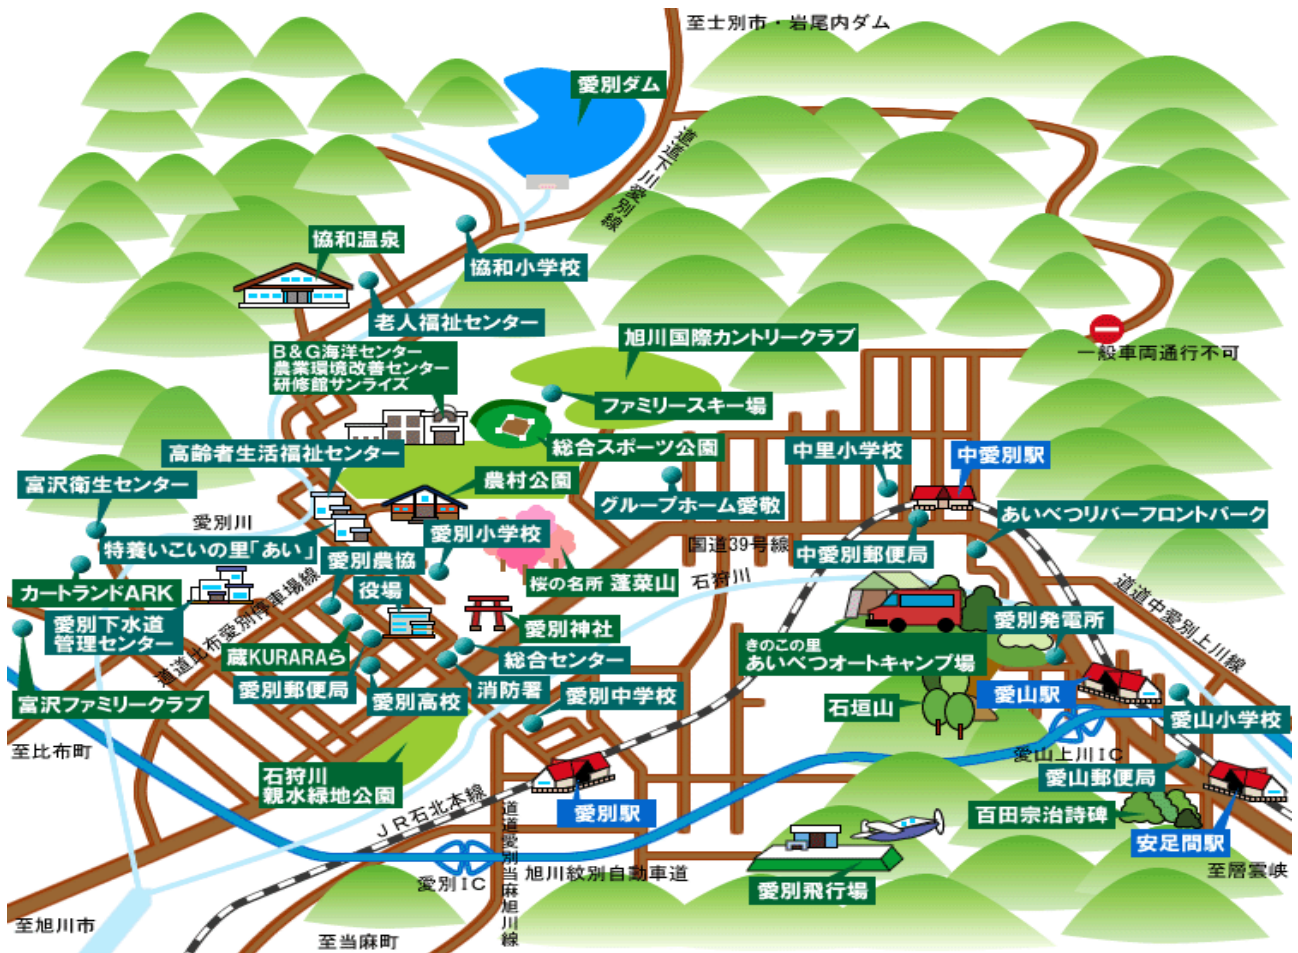 至士別市・岩尾内ダム
愛別ダム
道道下川愛別線
協和温泉
協和小学校
老人福祉センター
旭川国際カントリークラブ
一般車両通行不可
B&G海洋センター
農業環境改善センター
研修館サンライズ
ファミリースキー場
総合スポーツ公園
高齢者生活福祉センター
中里小学校
中愛別駅
富沢衛生センター
農村公園
グループホーム愛敬
愛別川
あいべつリバーフロントパーク
特養いこいの里「あい」
愛別小学校
国道39号線
中愛別郵便局
愛別農協
桜の名所 蓬菜山
石狩川
カートランドARK
役場
道道中愛別上川線
愛別下水道
管理センター
道道比布愛別停車場線
愛別神社
愛別発電所
蔵KURARAら
総合センター
きのこの里
あいべつオートキャンプ場
愛別郵便局
愛別高校
消防署
愛別中学校
富沢ファミリークラブ
石垣山
愛山駅
愛山小学校
至比布町
愛山上川IC
石狩川
親水緑地公園
愛山郵便局
愛別駅
JR石北本線
百田宗治詩碑
安足間駅
道道愛別当麻旭川線
愛別IC
旭川紋別自動車道
至層雲峡
愛別飛行場
至旭川市
至当麻町